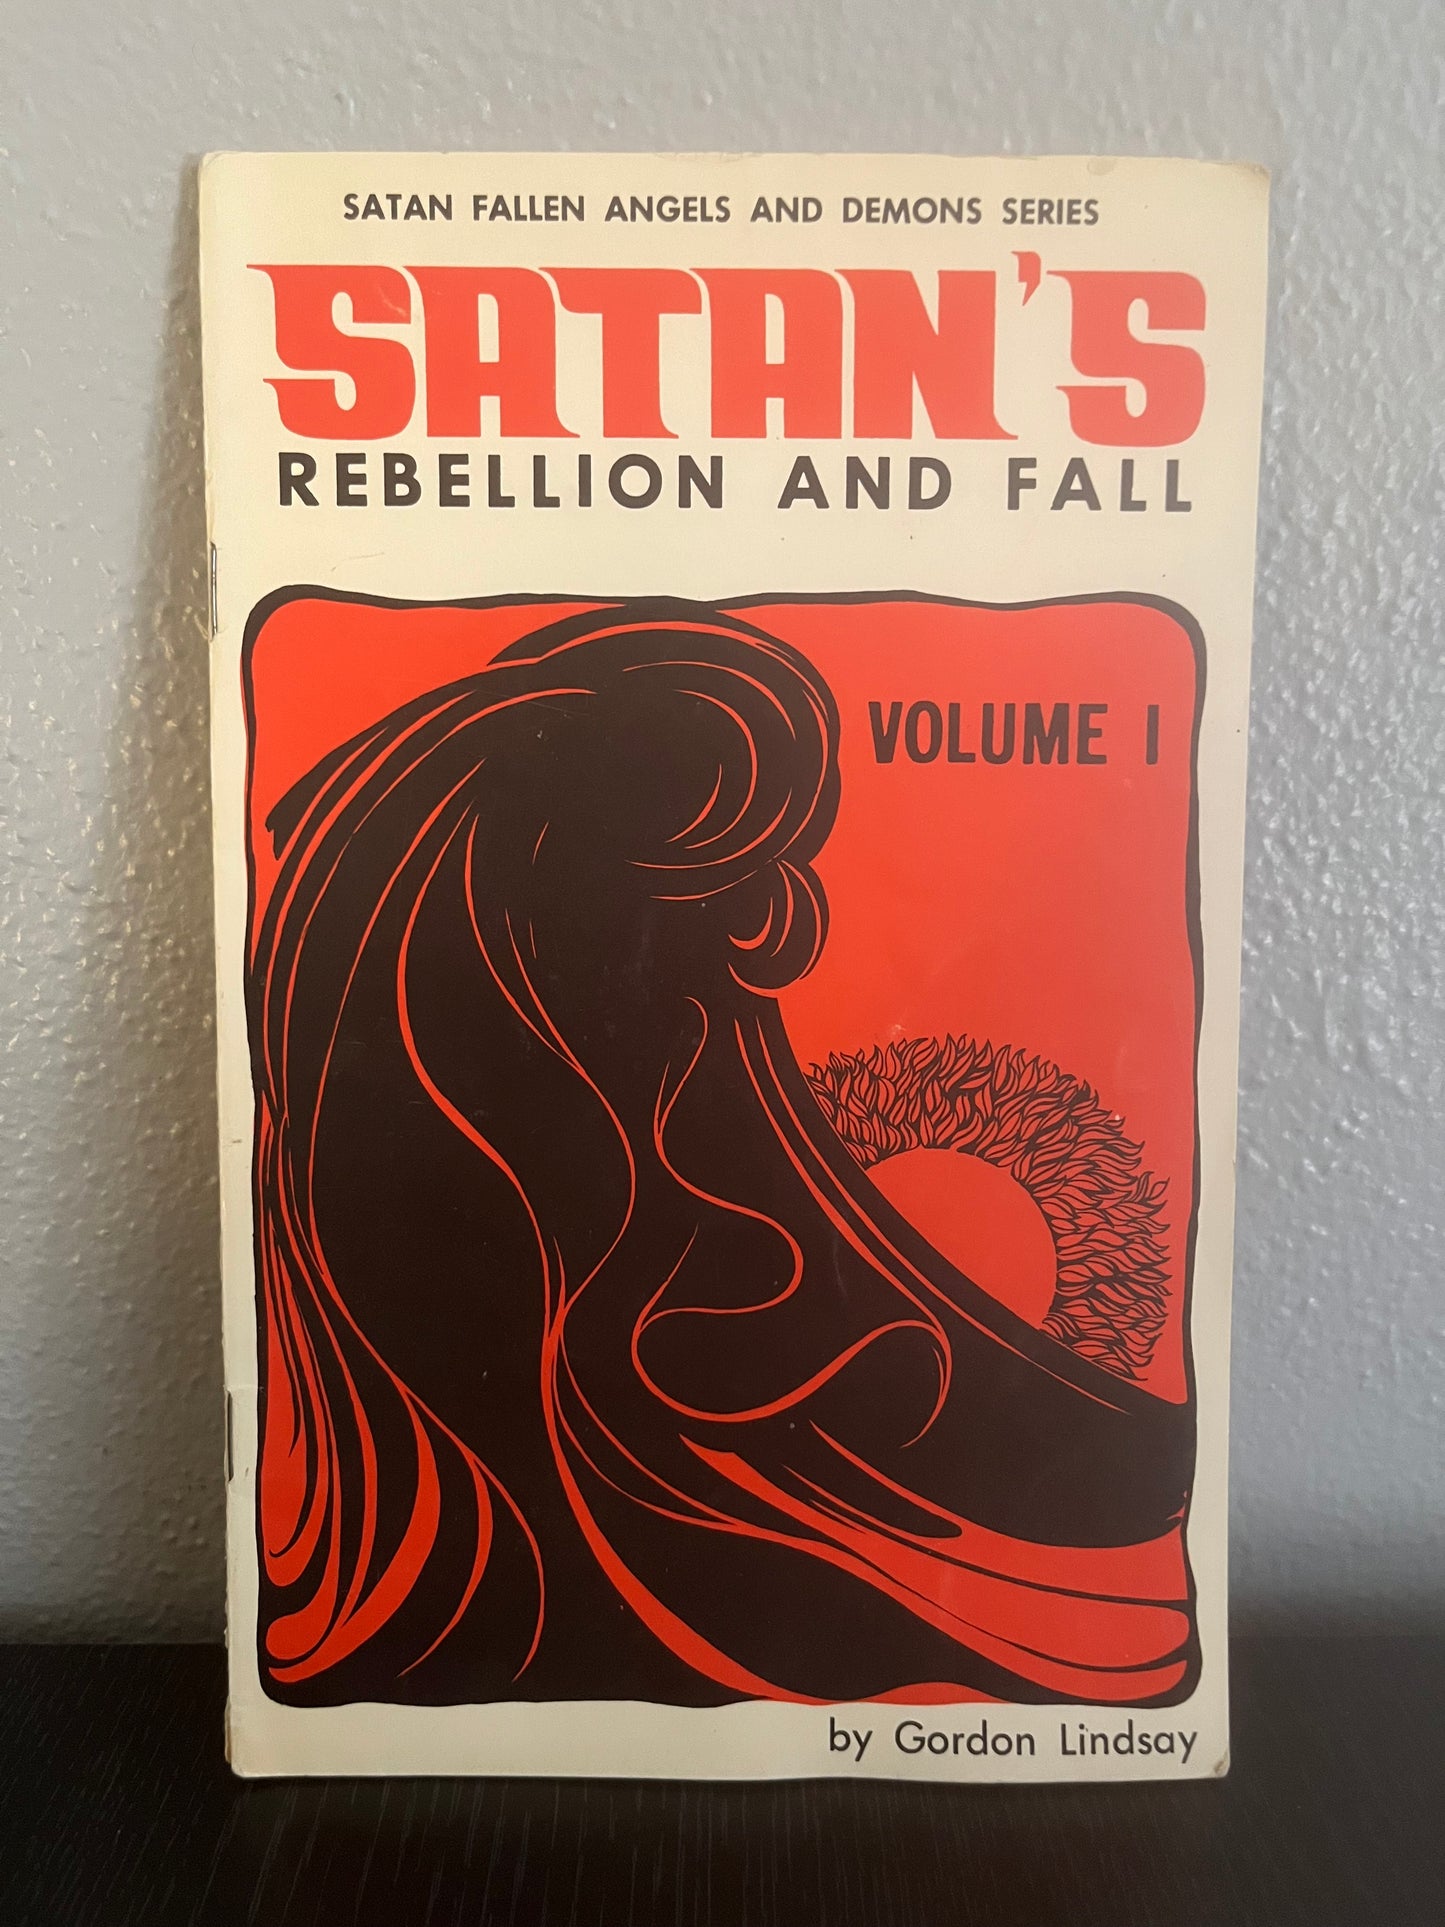 SATAN FALLEN ANGELS AND DEMONS SERIES
SATAN'S
REBELLION AND FALL
VOLUME I
by Gordon Lindsay